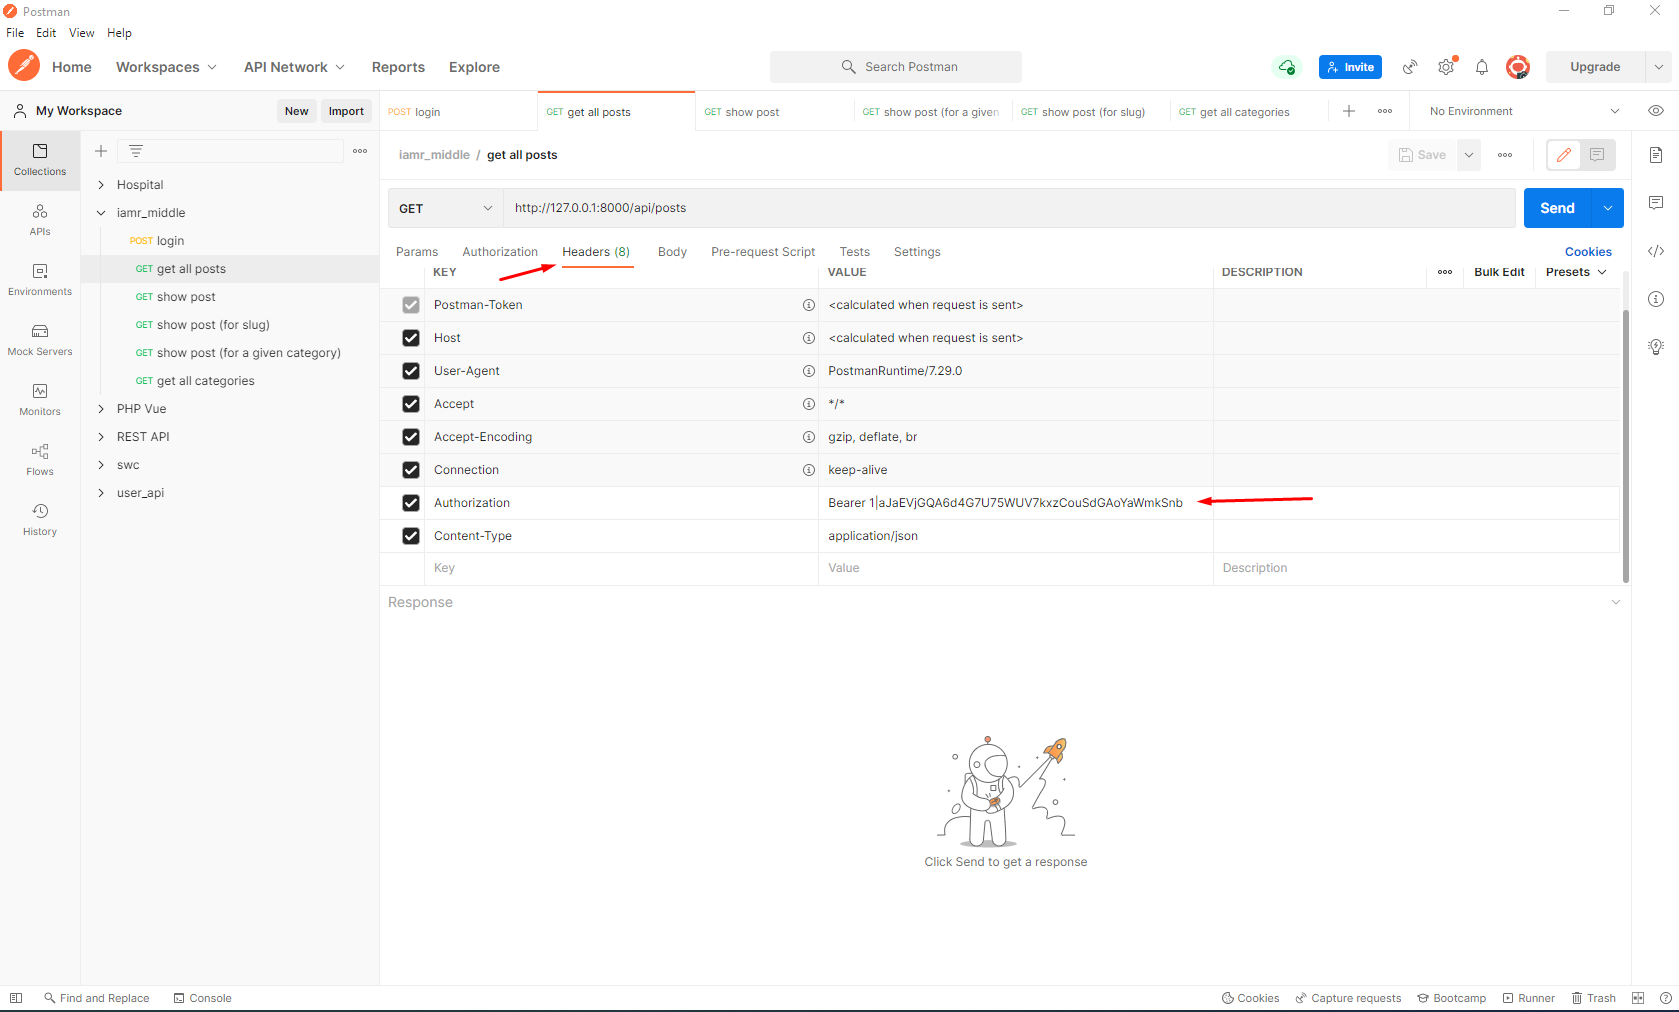 Postman
File Edit View Help
Home Workspaces API Network Reports Explore
Search Postman
Invite
Upgrade
My Workspace
New Import
POST login
GET get all posts
GET show post
GET show post (for a given
GET show post (for slug)
GET get all categories
No Environment
Collections
APIs
Environments
Mock Servers
Monitors
Flows
History
Hospital
iamr_middle
POST login
GET get all posts
GET show post
GET show post (for slug)
GET show post (for a given category)
GET get all categories
PHP Vue
REST API
swc
user_api
iamr_middle / get all posts
Save
GET http://127.0.0.1:8000/api/posts
Send
Params Authorization Headers (8) Body Pre-request Script Tests Settings
Cookies
KEY VALUE DESCRIPTION Bulk Edit Presets
Postman-Token <calculated when request is sent>
Host <calculated when request is sent>
User-Agent PostmanRuntime/7.29.0
Accept */*
Accept-Encoding gzip, deflate, br
Connection keep-alive
Authorization Bearer 1|aJaEVjGQA6d4G7U75WUV7kxzCouSdGAoYaWmkSnb
Content-Type application/json
Key Value Description
Response
Click Send to get a response
Find and Replace Console
Cookies Capture requests Bootcamp Runner Trash